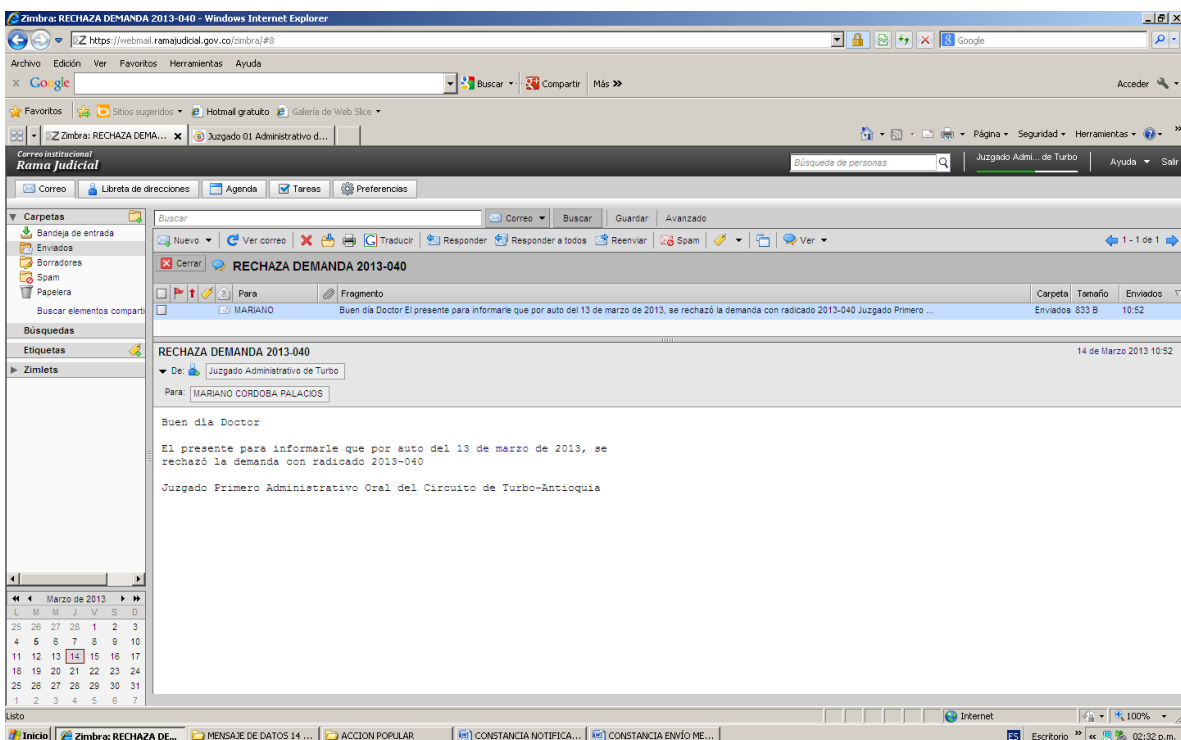 Zimbra: RECHAZA DEMANDA 2013-040 - Windows Internet Explorer
https://webmail.ramajudicial.gov.co/zimbra/#8
Google
Archivo Edición Ver Favoritos Herramientas Ayuda
x Google Buscar Compartir Más >> Acceder
Favoritos Sitios sugeridos Hotmail gratuito Galería de Web Slice
Zimbra: RECHAZA DEMA... x Juzgado 01 Administrativo d... Página Seguridad Herramientas
Correo institucional
Rama Judicial
Búsqueda de personas Juzgado Admi... de Turbo Ayuda Salir
Correo Libreta de direcciones Agenda Tareas Preferencias
Carpetas
Bandeja de entrada
Enviados
Borradores
Spam
Papelera
Buscar elementos comparti
Búsquedas
Etiquetas
Zimlets
Buscar Correo Buscar Guardar Avanzado
Nuevo Ver correo Traducir Responder Responder a todos Reenviar Spam Ver 1 - 1 de 1
Cerrar RECHAZA DEMANDA 2013-040
Para Fragmento Carpeta Tamaño Enviados
MARIANO Buen día Doctor El presente para informarle que por auto del 13 de marzo de 2013, se rechazó la demanda con radicado 2013-040 Juzgado Primero ... Enviados 833 B 10:52
RECHAZA DEMANDA 2013-040 14 de Marzo 2013 10:52
De: Juzgado Administrativo de Turbo
Para: MARIANO CORDOBA PALACIOS
Buen día Doctor
El presente para informarle que por auto del 13 de marzo de 2013, se
rechazó la demanda con radicado 2013-040
Juzgado Primero Administrativo Oral del Circuito de Turbo-Antioquia
Marzo de 2013
L M M J V S D
25 26 27 28 1 2 3
4 5 6 7 8 9 10
11 12 13 14 15 16 17
18 19 20 21 22 23 24
25 26 27 28 29 30 31
1 2 3 4 5 6 7
Listo Internet 100%
Inicio Zimbra: RECHAZA DE... MENSAJE DE DATOS 14 ... ACCION POPULAR CONSTANCIA NOTIFICA... CONSTANCIA ENVÍO ME... ES Escritorio >> 02:32 p.m.